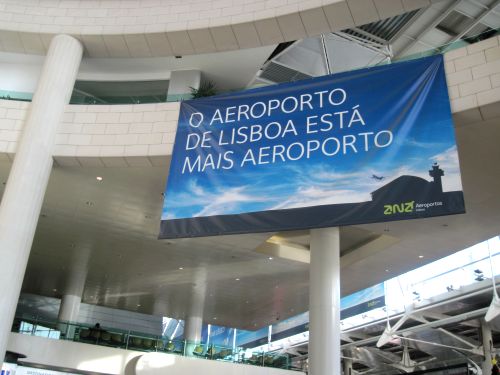 O AEROPORTO
DE LISBOA ESTÁ
MAIS AEROPORTO
ana Aeroportos